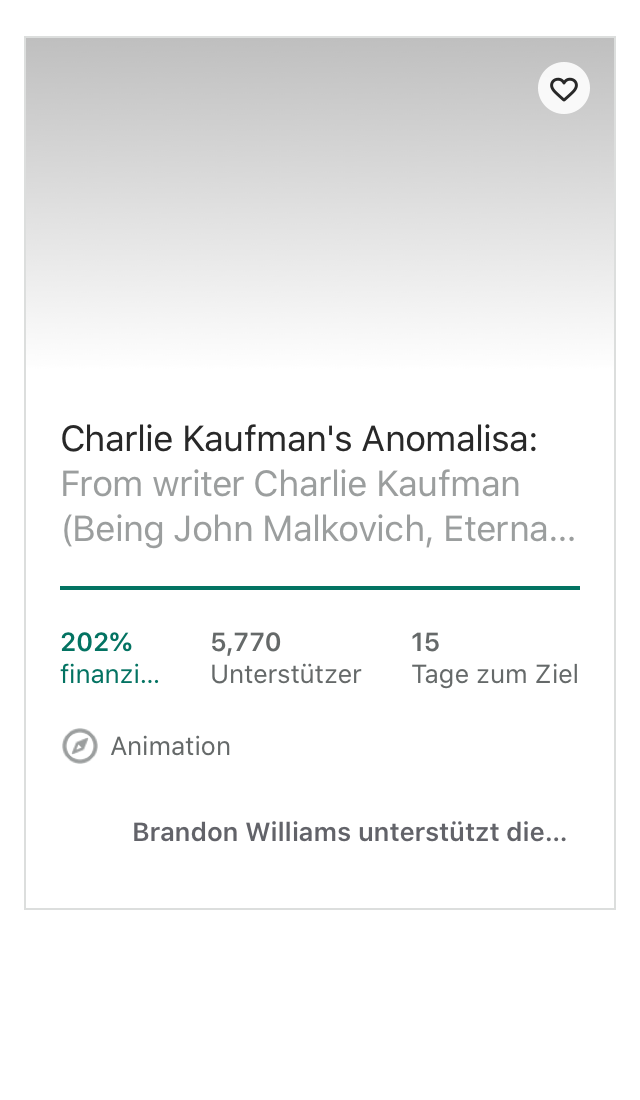 Charlie Kaufman's Anomalisa:
From writer Charlie Kaufman
(Being John Malkovich, Eterna...
202%
finanzi...
5,770
Unterstützer
15
Tage zum Ziel
Animation
Brandon Williams unterstützt die...